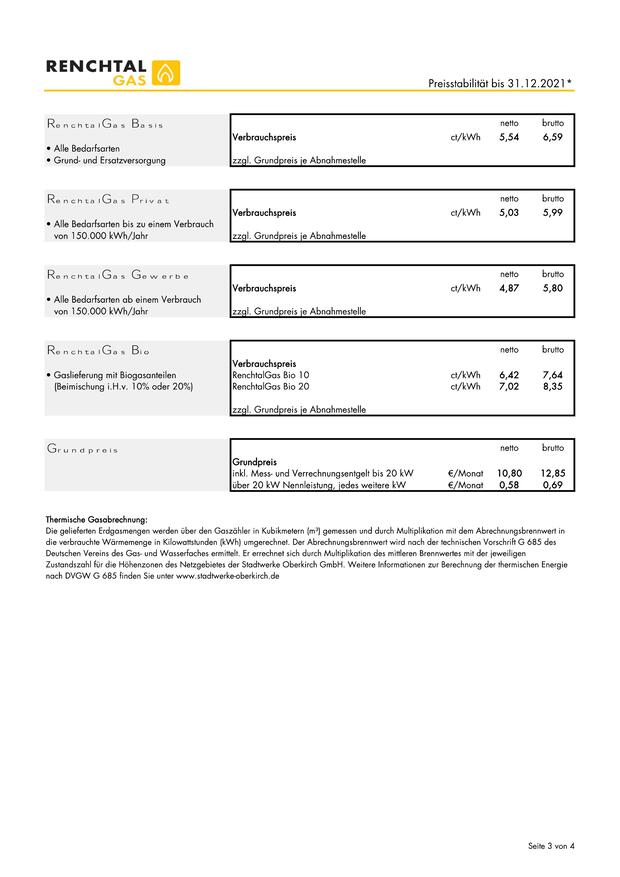 RENCHTAL
GAS
Preisstabilität bis 31.12.2021*
RenchtalGas Basis
netto brutto
Verbrauchspreis ct/kWh 5,54 6,59
• Alle Bedarfsarten
• Grund- und Ersatzversorgung zzgl. Grundpreis je Abnahmestelle
RenchtalGas Privat
netto brutto
Verbrauchspreis ct/kWh 5,03 5,99
• Alle Bedarfsarten bis zu einem Verbrauch
von 150.000 kWh/Jahr zzgl. Grundpreis je Abnahmestelle
RenchtalGas Gewerbe
netto brutto
Verbrauchspreis ct/kWh 4,87 5,80
• Alle Bedarfsarten ab einem Verbrauch
von 150.000 kWh/Jahr zzgl. Grundpreis je Abnahmestelle
RenchtalGas Bio
netto brutto
Verbrauchspreis
• Gaslieferung mit Biogasanteilen RenchtalGas Bio 10 ct/kWh 6,42 7,64
(Beimischung i.H.v. 10% oder 20%) RenchtalGas Bio 20 ct/kWh 7,02 8,35
zzgl. Grundpreis je Abnahmestelle
Grundpreis
netto brutto
Grundpreis
inkl. Mess- und Verrechnungsentgelt bis 20 kW €/Monat 10,80 12,85
über 20 kW Nennleistung, jedes weitere kW €/Monat 0,58 0,69
Thermische Gasabrechnung:
Die gelieferten Erdgasmengen werden über den Gaszähler in Kubikmetern (m³) gemessen und durch Multiplikation mit dem Abrechnungsbrennwert in
die verbrauchte Wärmemenge in Kilowattstunden (kWh) umgerechnet. Der Abrechnungsbrennwert wird nach der technischen Vorschrift G 685 des
Deutschen Vereins des Gas- und Wasserfaches ermittelt. Er errechnet sich durch Multiplikation des mittleren Brennwertes mit der jeweiligen
Zustandszahl für die Höhenzonen des Netzgebietes der Stadtwerke Oberkirch GmbH. Weitere Informationen zur Berechnung der thermischen Energie
nach DVGW G 685 finden Sie unter www.stadtwerke-oberkirch.de
Seite 3 von 4